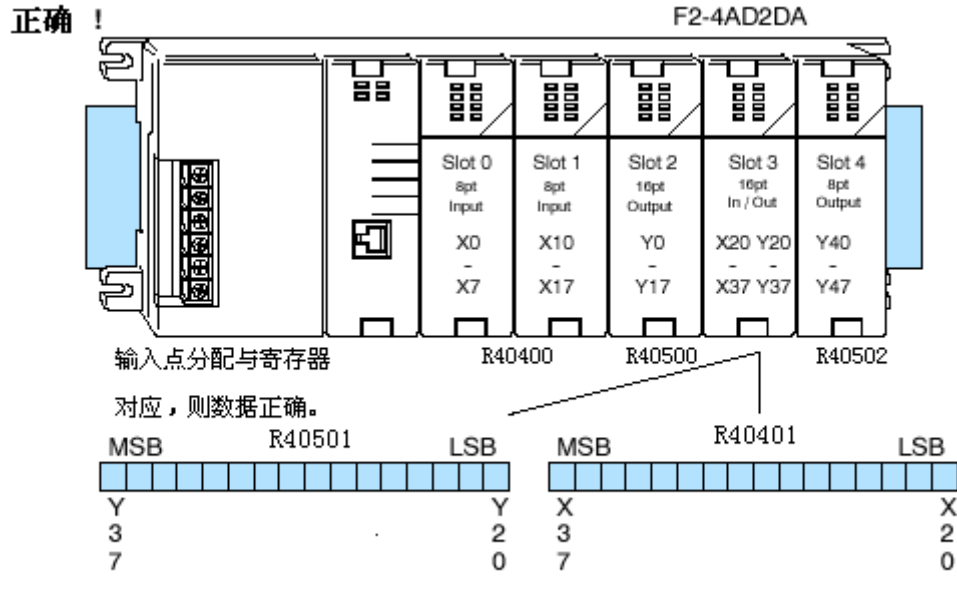 正确 !
F2-4AD2DA
Slot 0
8pt
Input
X0
-
X7
Slot 1
8pt
Input
X10
-
X17
Slot 2
16pt
Output
Y0
-
Y17
Slot 3
16pt
In / Out
X20 Y20
- -
X37 Y37
Slot 4
8pt
Output
Y40
-
Y47
输入点分配与寄存器
R40400
R40500
R40502
对应，则数据正确。
MSB
R40501
LSB
Y
3
7
Y
2
0
MSB
R40401
LSB
X
3
7
X
2
0